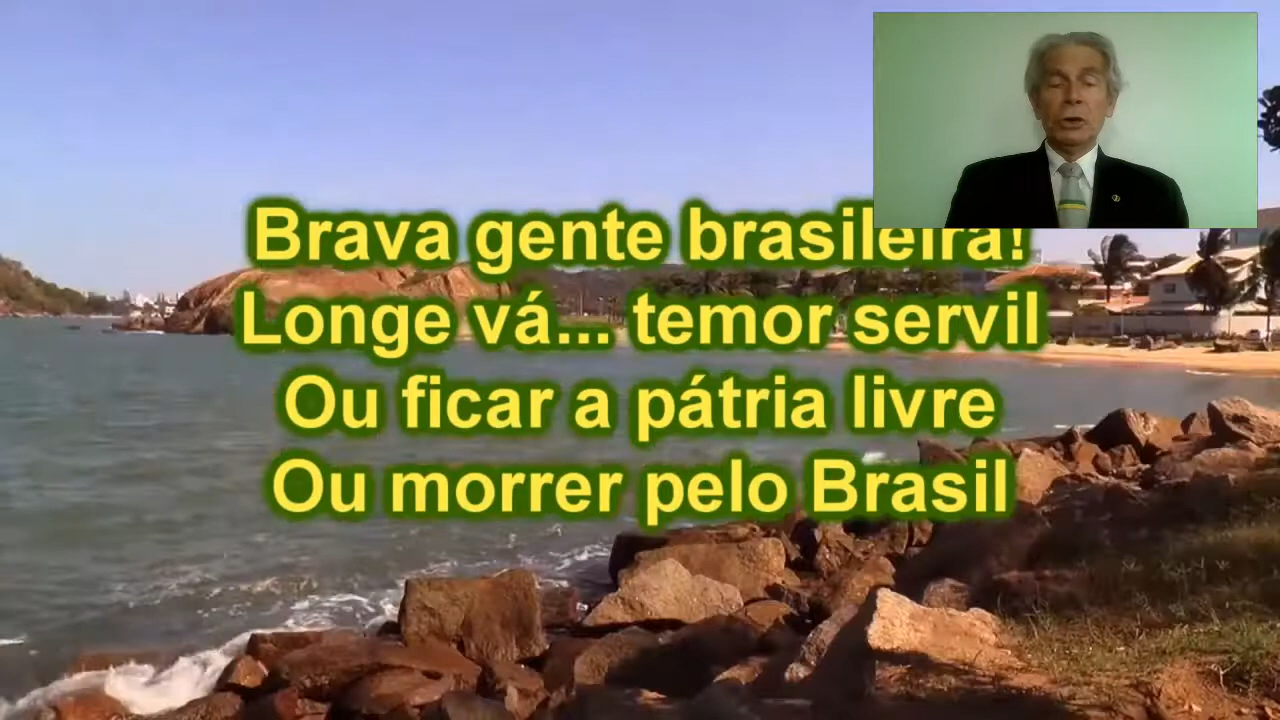 Brava gente brasileira!
Longe vá... temor servil
Ou ficar a pátria livre
Ou morrer pelo Brasil